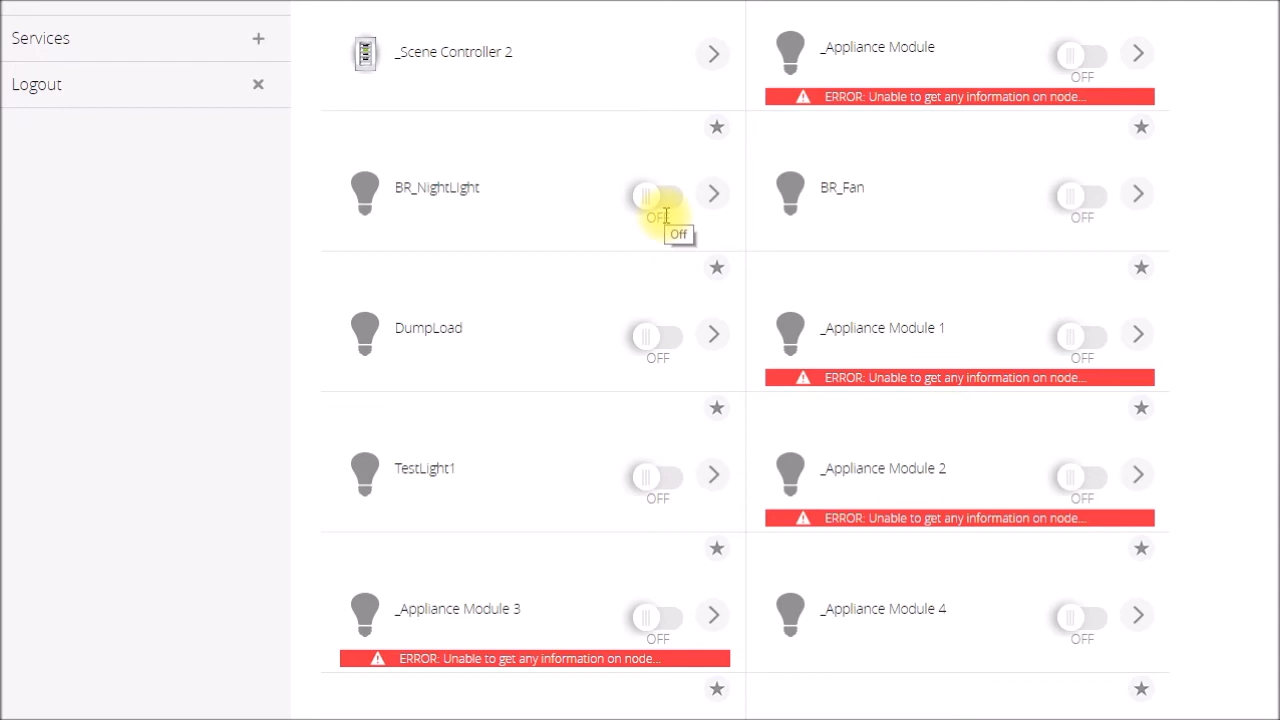 Services
Logout
_Scene Controller 2
_Appliance Module
OFF
ERROR: Unable to get any information on node...
BR_NightLight
OFF
Off
BR_Fan
OFF
DumpLoad
OFF
_Appliance Module 1
OFF
ERROR: Unable to get any information on node...
TestLight1
OFF
_Appliance Module 2
OFF
ERROR: Unable to get any information on node...
_Appliance Module 3
OFF
ERROR: Unable to get any information on node...
_Appliance Module 4
OFF